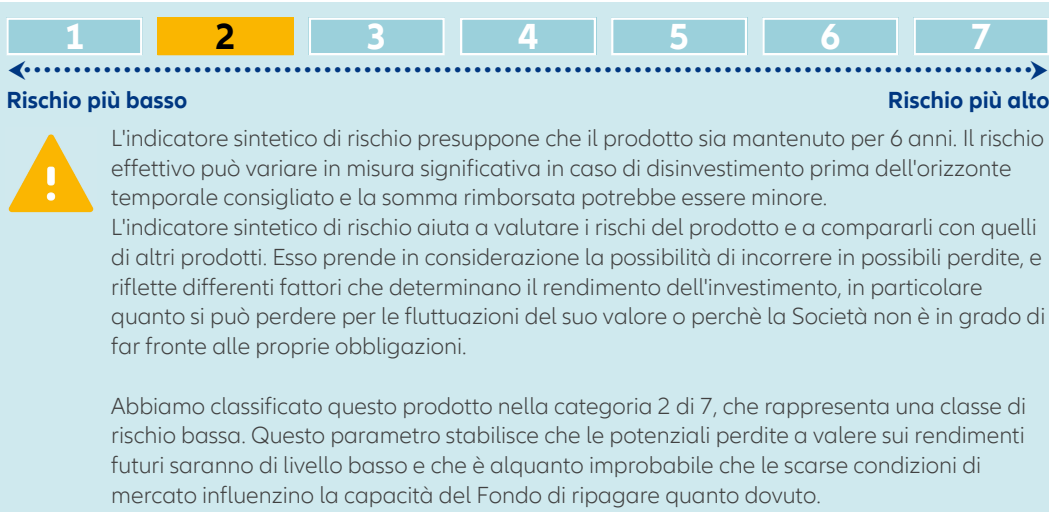 1 2 3 4 5 6 7
Rischio più basso Rischio più alto
L'indicatore sintetico di rischio presuppone che il prodotto sia mantenuto per 6 anni. Il rischio
effettivo può variare in misura significativa in caso di disinvestimento prima dell'orizzonte
temporale consigliato e la somma rimborsata potrebbe essere minore.
L'indicatore sintetico di rischio aiuta a valutare i rischi del prodotto e a compararli con quelli
di altri prodotti. Esso prende in considerazione la possibilità di incorrere in possibili perdite, e
riflette differenti fattori che determinano il rendimento dell'investimento, in particolare
quanto si può perdere per le fluttuazioni del suo valore o perchè la Società non è in grado di
far fronte alle proprie obbligazioni.
Abbiamo classificato questo prodotto nella categoria 2 di 7, che rappresenta una classe di
rischio bassa. Questo parametro stabilisce che le potenziali perdite a valere sui rendimenti
futuri saranno di livello basso e che è alquanto improbabile che le scarse condizioni di
mercato influenzino la capacità del Fondo di ripagare quanto dovuto.